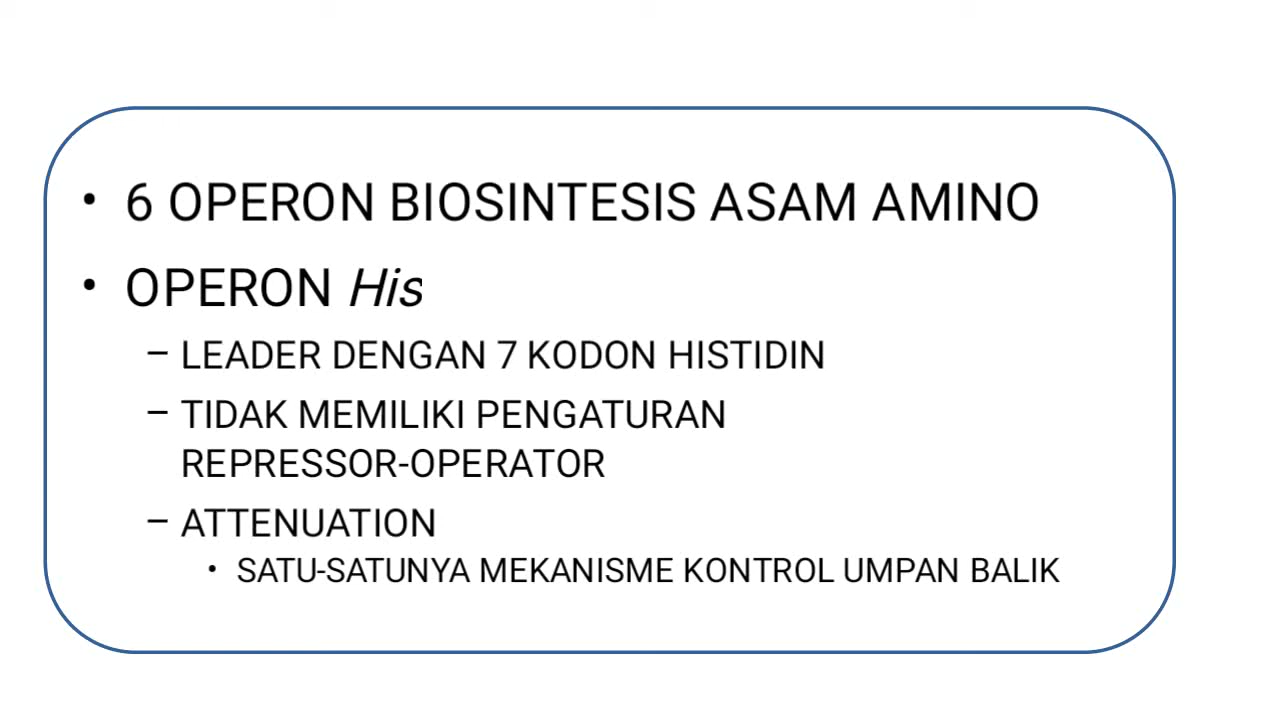 • 6 OPERON BIOSINTESIS ASAM AMINO
• OPERON His
– LEADER DENGAN 7 KODON HISTIDIN
– TIDAK MEMILIKI PENGATURAN
REPRESSOR-OPERATOR
– ATTENUATION
• SATU-SATUNYA MEKANISME KONTROL UMPAN BALIK